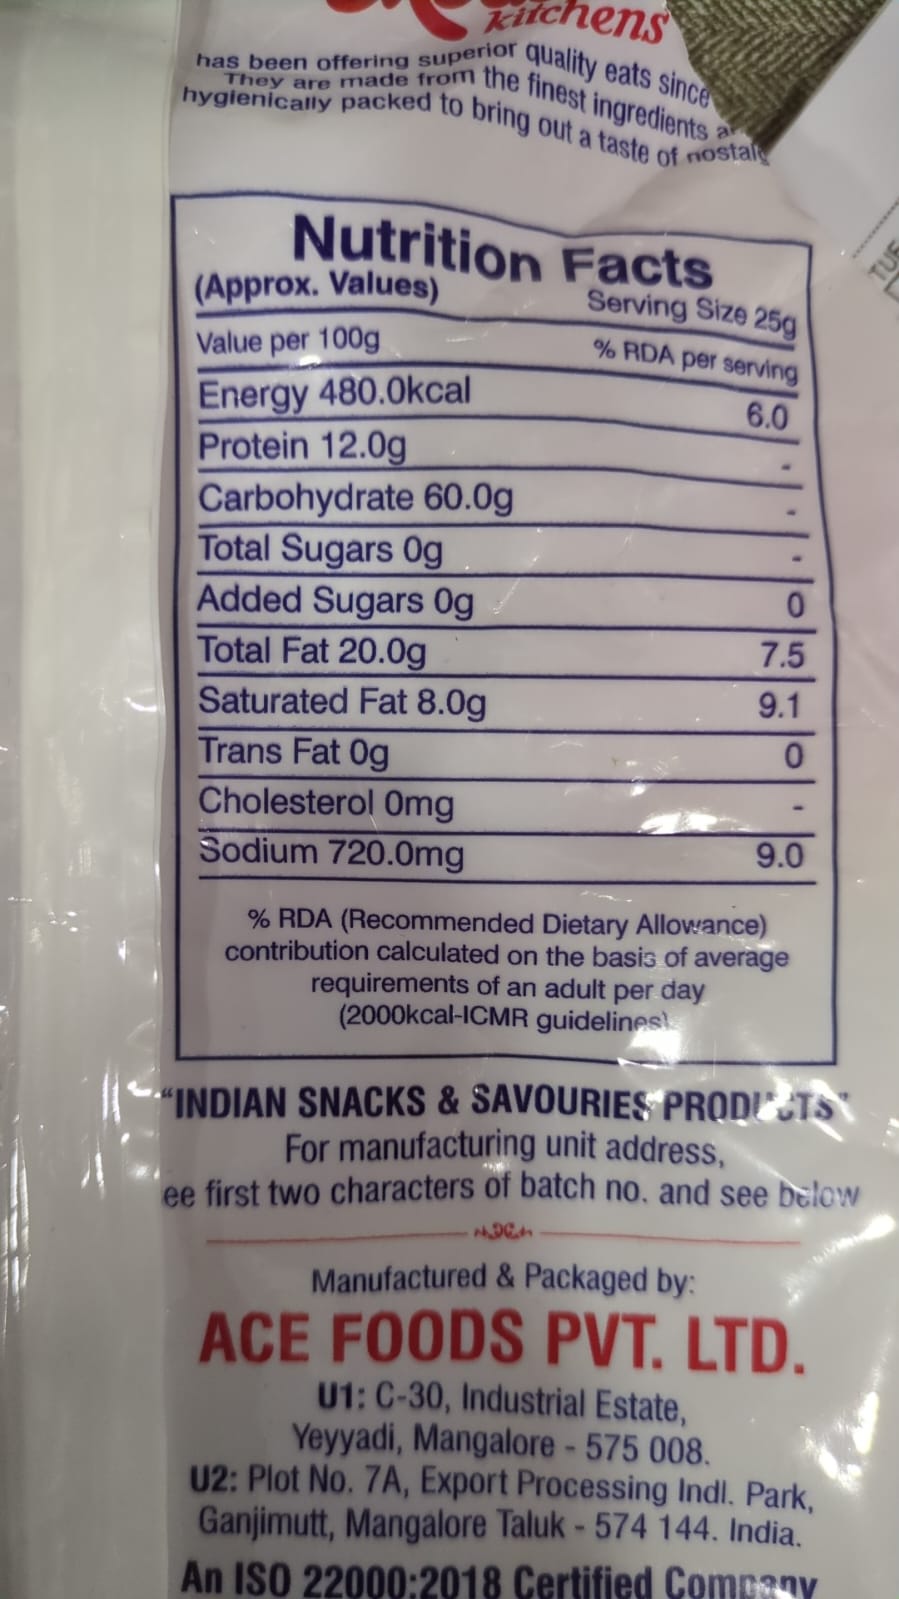 kitchens
has been offering superior quality eats since
They are made from the finest ingredients
hygienically packed to bring out a taste of
Nutrition Facts
(Approx. Values)
Serving Size 25g
Value per 100g % RDA per serving
Energy 480.0kcal 6.0
Protein 12.0g -
Carbohydrate 60.0g -
Total Sugars 0g -
Added Sugars 0g 0
Total Fat 20.0g 7.5
Saturated Fat 8.0g 9.1
Trans Fat 0g 0
Cholesterol 0mg -
Sodium 720.0mg 9.0
% RDA (Recommended Dietary Allowance)
contribution calculated on the basis of average
requirements of an adult per day
(2000kcal-ICMR guidelines)
"INDIAN SNACKS & SAVOURIES PRODUCTS"
For manufacturing unit address,
ee first two characters of batch no. and see below
Manufactured & Packaged by:
ACE FOODS PVT. LTD.
U1: C-30, Industrial Estate,
Yeyyadi, Mangalore - 575 008.
U2: Plot No. 7A, Export Processing Indl. Park,
Ganjimutt, Mangalore Taluk - 574 144. India.
An ISO 22000:2018 Certified Company